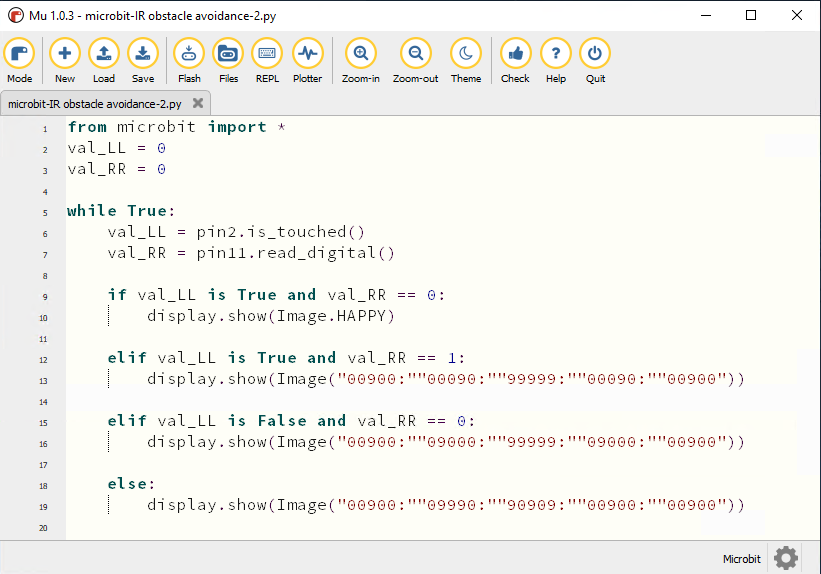 Mu 1.0.3 - microbit-IR obstacle avoidance-2.py
Mode New Load Save Flash Files REPL Plotter Zoom-in Zoom-out Theme Check Help Quit
microbit-IR obstacle avoidance-2.py
1 from microbit import *
2 val_LL = 0
3 val_RR = 0
4
5 while True:
6 val_LL = pin2.is_touched()
7 val_RR = pin11.read_digital()
8
9 if val_LL is True and val_RR == 0:
10 display.show(Image.HAPPY)
11
12 elif val_LL is True and val_RR == 1:
13 display.show(Image("00900:""00090:""99999:""00090:""00900"))
14
15 elif val_LL is False and val_RR == 0:
16 display.show(Image("00900:""09000:""99999:""09000:""00900"))
17
18 else:
19 display.show(Image("00900:""09990:""90909:""00900:""00900"))
20
Microbit